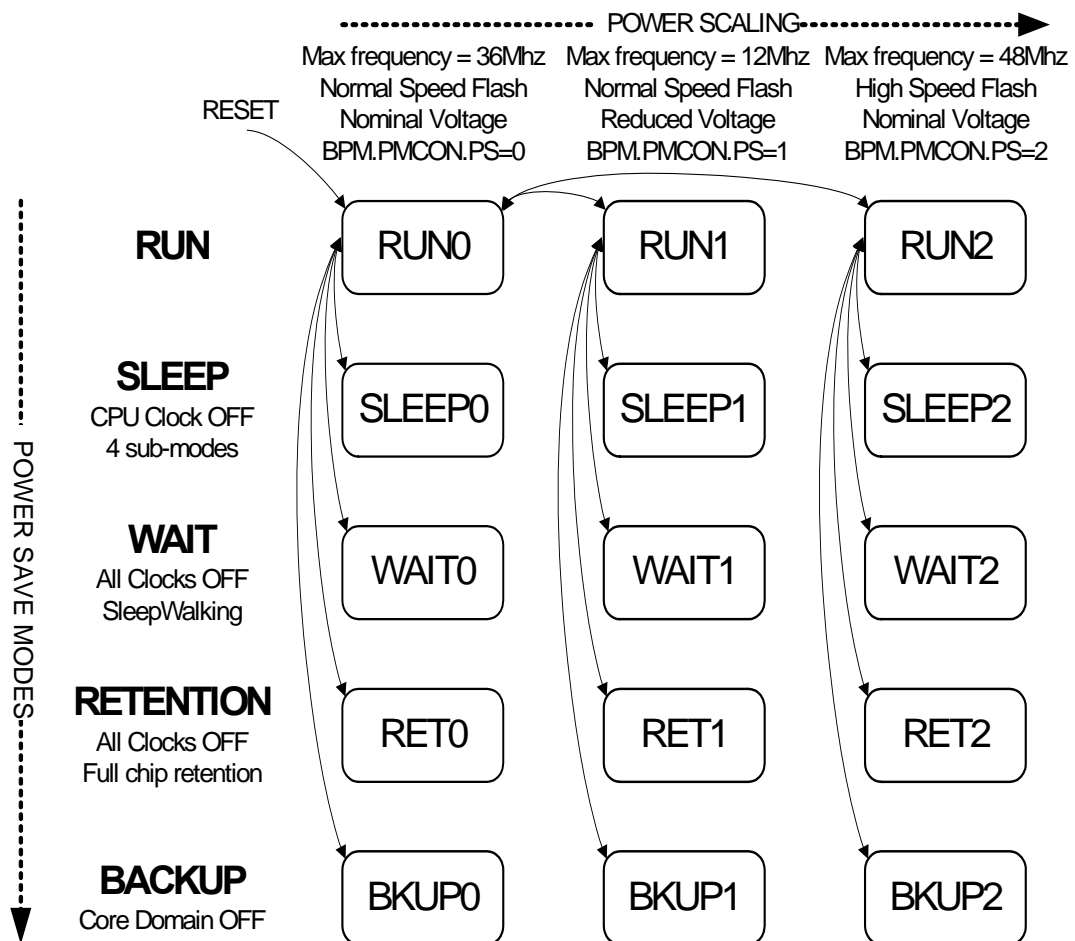 POWER SCALING
Max frequency = 36Mhz
Normal Speed Flash
Nominal Voltage
BPM.PMCON.PS=0
Max frequency = 12Mhz
Normal Speed Flash
Reduced Voltage
BPM.PMCON.PS=1
Max frequency = 48Mhz
High Speed Flash
Nominal Voltage
BPM.PMCON.PS=2
RESET
POWER SAVE MODES
RUN
RUN0
RUN1
RUN2
SLEEP
CPU Clock OFF
4 sub-modes
SLEEP0
SLEEP1
SLEEP2
WAIT
All Clocks OFF
SleepWalking
WAIT0
WAIT1
WAIT2
RETENTION
All Clocks OFF
Full chip retention
RET0
RET1
RET2
BACKUP
Core Domain OFF
BKUP0
BKUP1
BKUP2